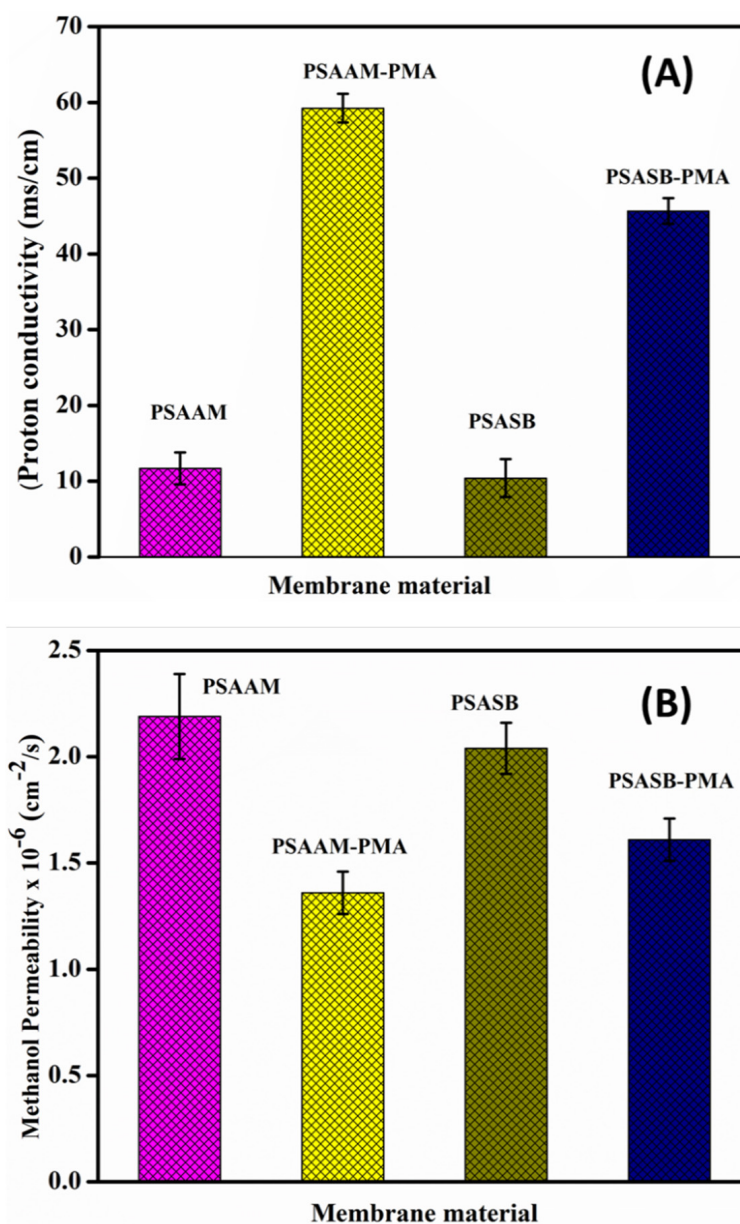 70
(A)
PSAAM-PMA
60
50
PSASB-PMA
40
30
20
PSAAM
PSASB
10
0
(Proton conductivity (ms/cm)
Membrane material
2.5
(B)
PSAAM
PSASB
2.0
PSASB-PMA
PSAAM-PMA
1.5
1.0
0.5
0.0
Methanol Permeability x 10⁻⁶ (cm⁻²/s)
Membrane material